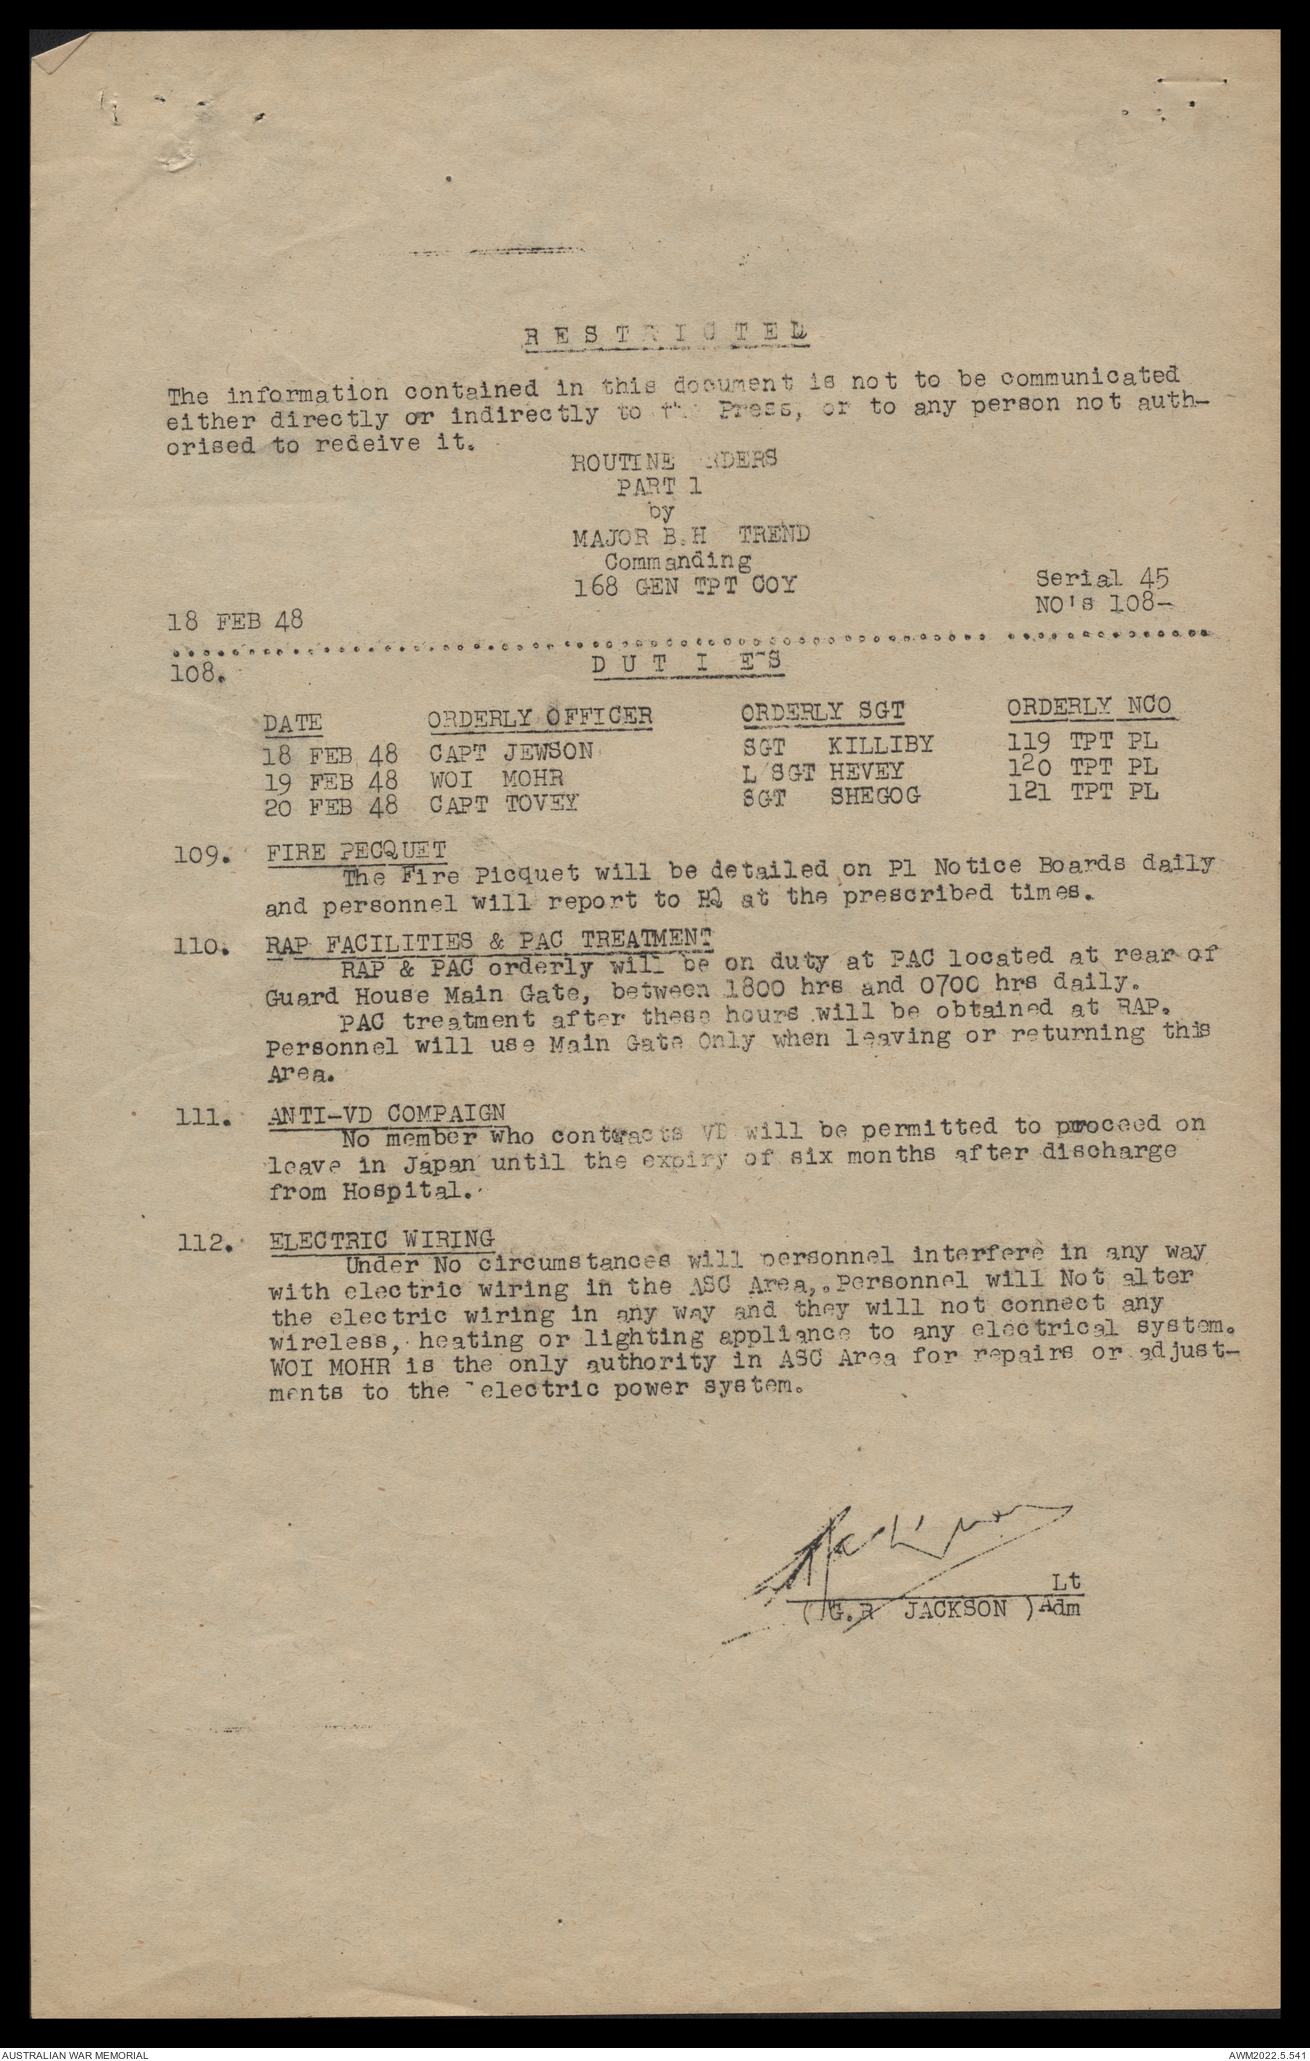 R E S T R I C T E D
The information contained in this document is not to be communicated
either directly or indirectly to the Press, or to any person not auth-
orised to redeive it.
ROUTINE RDERS
PART 1
by
MAJOR B.H TREND
Commanding
168 GEN TPT COY
Serial 45
NO's 108-
18 FEB 48
108. D U T I E S
DATE ORDERLY OFFICER ORDERLY SGT ORDERLY NCO
18 FEB 48 CAPT JEWSON SGT KILLIBY 119 TPT PL
19 FEB 48 WOI MOHR L/SGT HEVEY 120 TPT PL
20 FEB 48 CAPT TOVEY SGT SHEGOG 121 TPT PL
109. FIRE PECQUET
The Fire Picquet will be detailed on Pl Notice Boards daily
and personnel will report to HQ at the prescribed times.
110. RAP FACILITIES & PAC TREATMENT
RAP & PAC orderly will be on duty at PAC located at rear of
Guard House Main Gate, between 1800 hrs and 0700 hrs daily.
PAC treatment after these hours will be obtained at RAP.
Personnel will use Main Gate Only when leaving or returning this
Area.
111. ANTI-VD COMPAIGN
No member who contracts VD will be permitted to proceed on
leave in Japan until the expiry of six months after discharge
from Hospital.
112. ELECTRIC WIRING
Under No circumstances will personnel interfere in any way
with electric wiring in the ASC Area,.Personnel will Not alter
the electric wiring in any way and they will not connect any
wireless, heating or lighting appliance to any electrical system.
WOI MOHR is the only authority in ASC Area for repairs or adjust-
ments to the electric power system.
Lt
( G.R JACKSON ) Adm
AUSTRALIAN WAR MEMORIAL
AWM2022.5.541